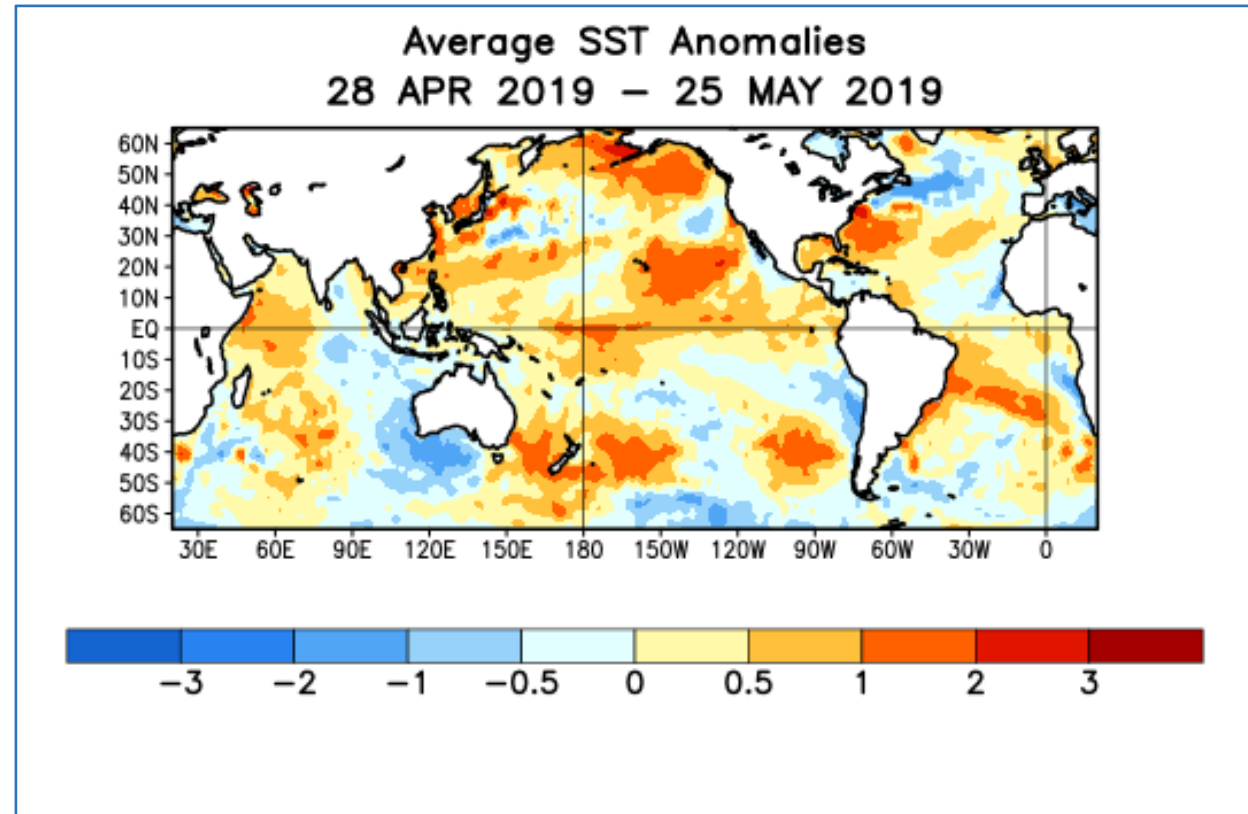 Average SST Anomalies
28 APR 2019 – 25 MAY 2019
60N
50N
40N
30N
20N
10N
EQ
10S
20S
30S
40S
50S
60S
30E 60E 90E 120E 150E 180 150W 120W 90W 60W 30W 0
−3 −2 −1 −0.5 0 0.5 1 2 3